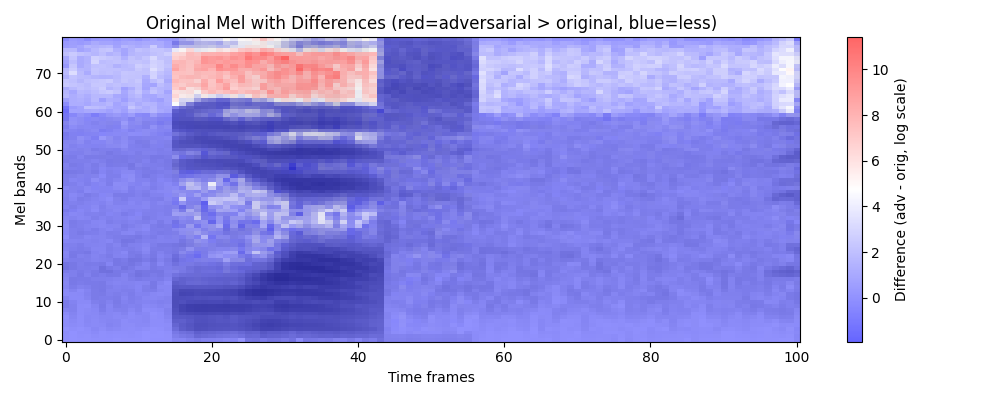 Original Mel with Differences (red=adversarial > original, blue=less)
Mel bands
70
60
50
40
30
20
10
0
0 20 40 60 80 100
Time frames
10
8
6
4
2
0
Difference (adv - orig, log scale)